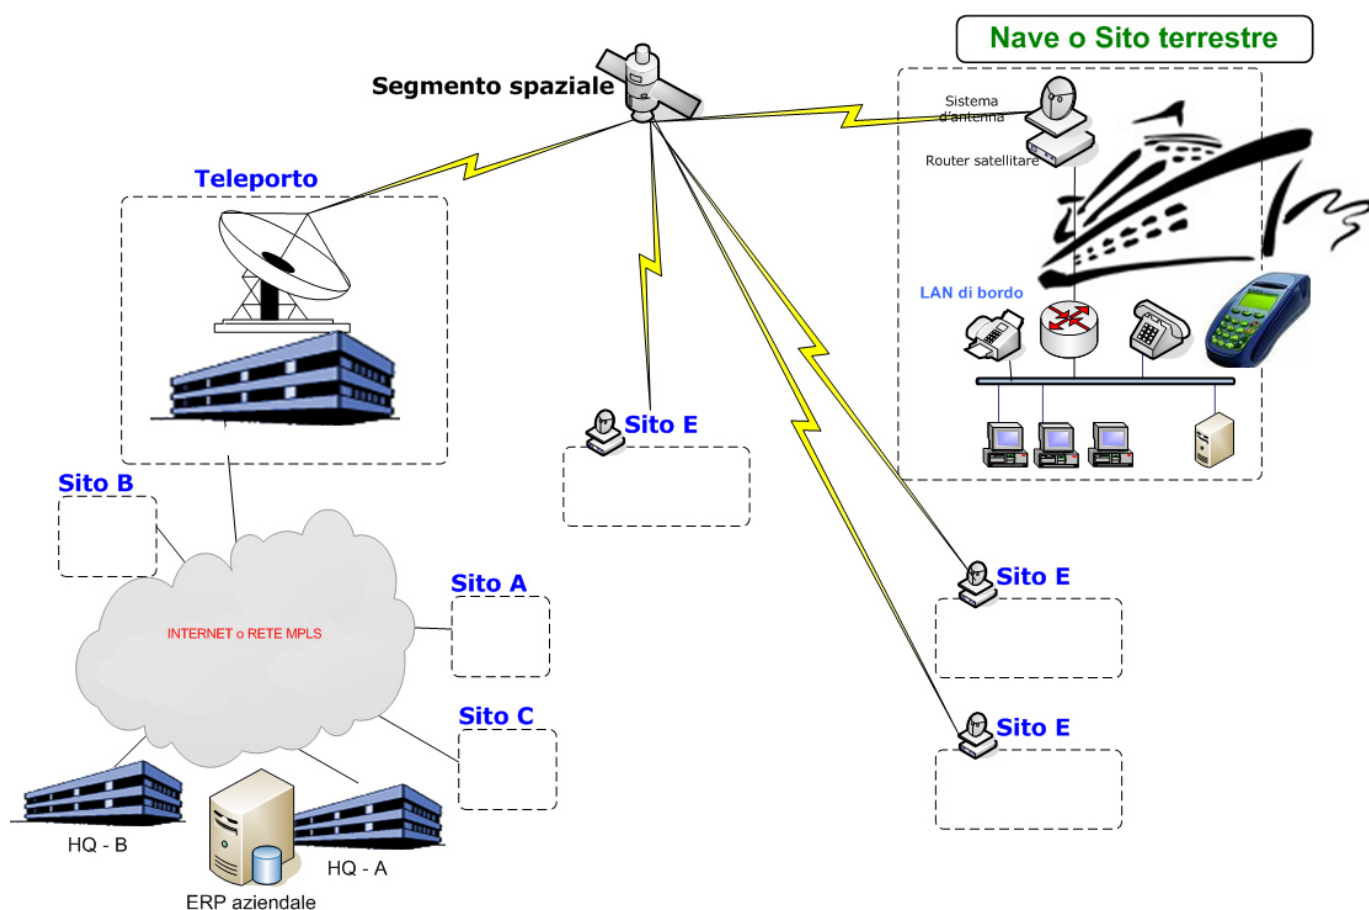 Nave o Sito terrestre
Segmento spaziale
Sistema
d'antenna
Router satellitare
Teleporto
LAN di bordo
Sito E
Sito B
Sito A
Sito E
INTERNET o RETE MPLS
Sito C
Sito E
HQ - B
HQ - A
ERP aziendale